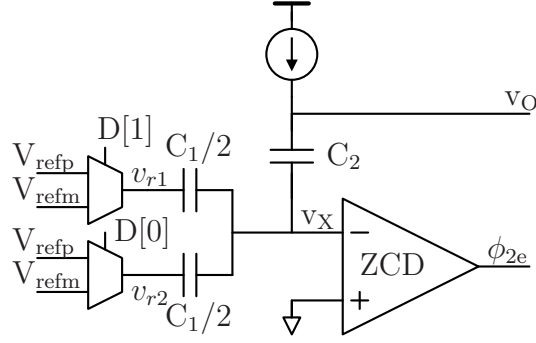 v_O
D[1]
C_1/2
C_2
V_refp
V_refm
v_r1
D[0]
v_X
−
V_refp
V_refm
ZCD
ϕ_2e
v_r2
+
C_1/2